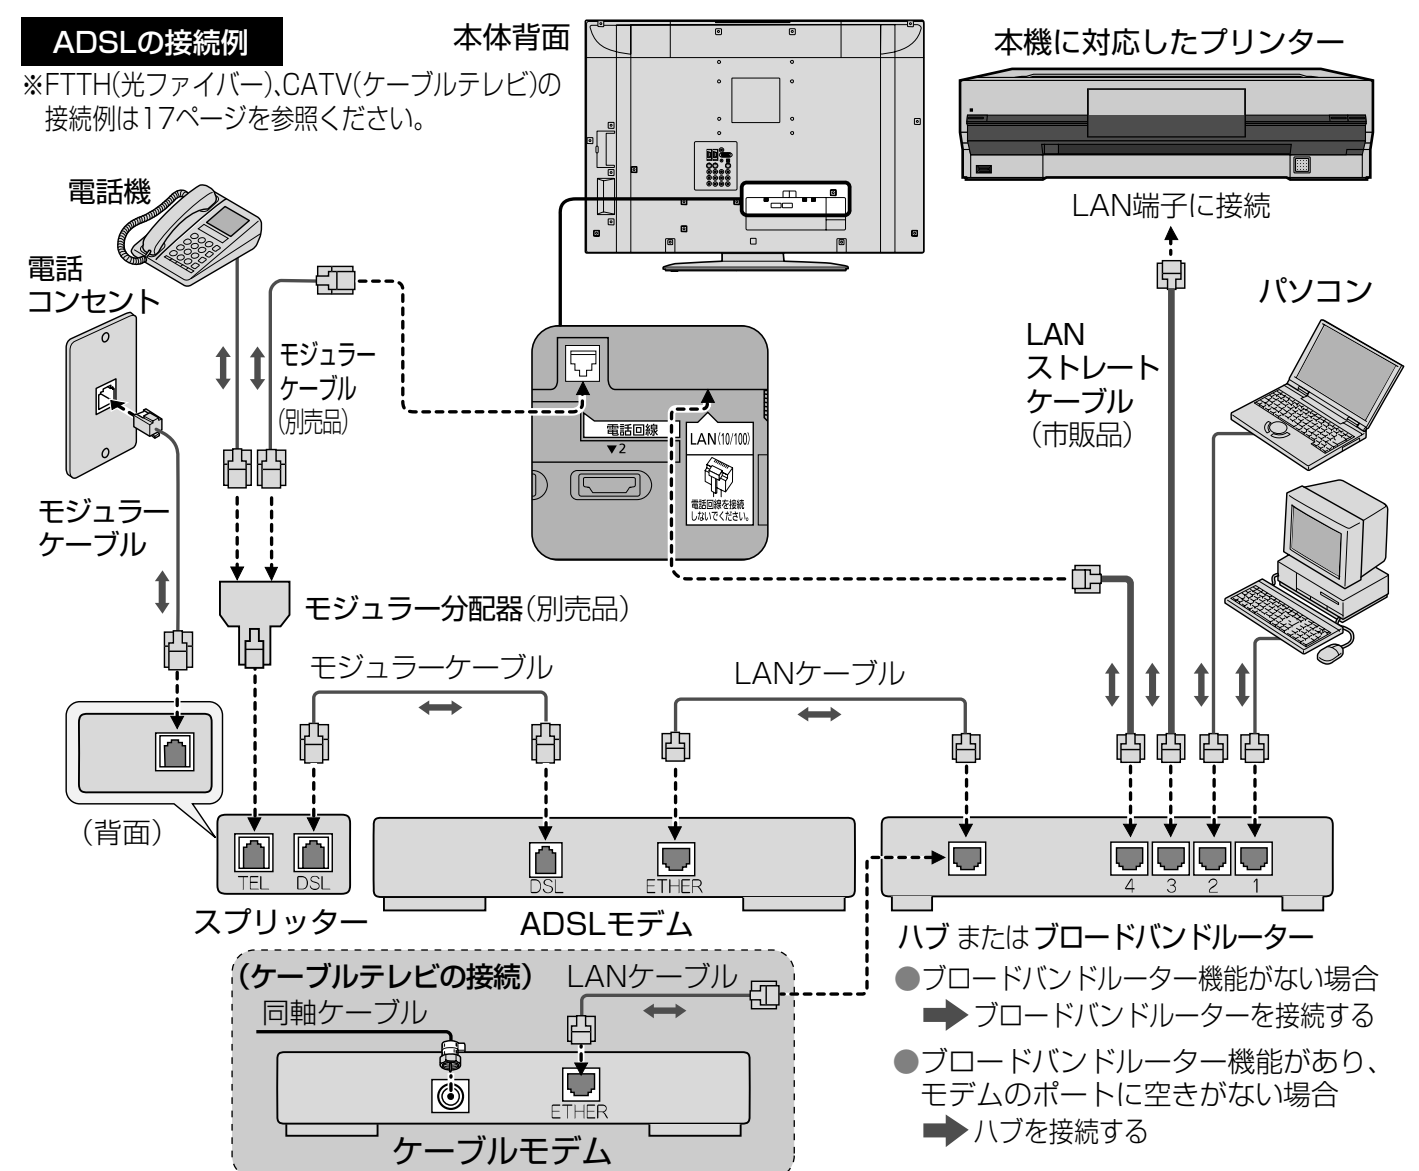 ADSLの接続例
※FTTH(光ファイバー)、CATV(ケーブルテレビ)の
接続例は17ページを参照ください。
本体背面
本機に対応したプリンター
LAN端子に接続
電話機
電話
コンセント
モジュラー
ケーブル
(別売品)
モジュラー
ケーブル
電話回線
▼2
LAN(10/100)
電話回線を接続
しないでください。
LAN
ストレート
ケーブル
(市販品)
パソコン
モジュラー分配器(別売品)
モジュラーケーブル
LANケーブル
(背面)
TEL
DSL
スプリッター
DSL
ETHER
ADSLモデム
4
3
2
1
ハブ または ブロードバンドルーター
●ブロードバンドルーター機能がない場合
➡ ブロードバンドルーターを接続する
●ブロードバンドルーター機能があり、
モデムのポートに空きがない場合
➡ ハブを接続する
(ケーブルテレビの接続)
LANケーブル
同軸ケーブル
ETHER
ケーブルモデム